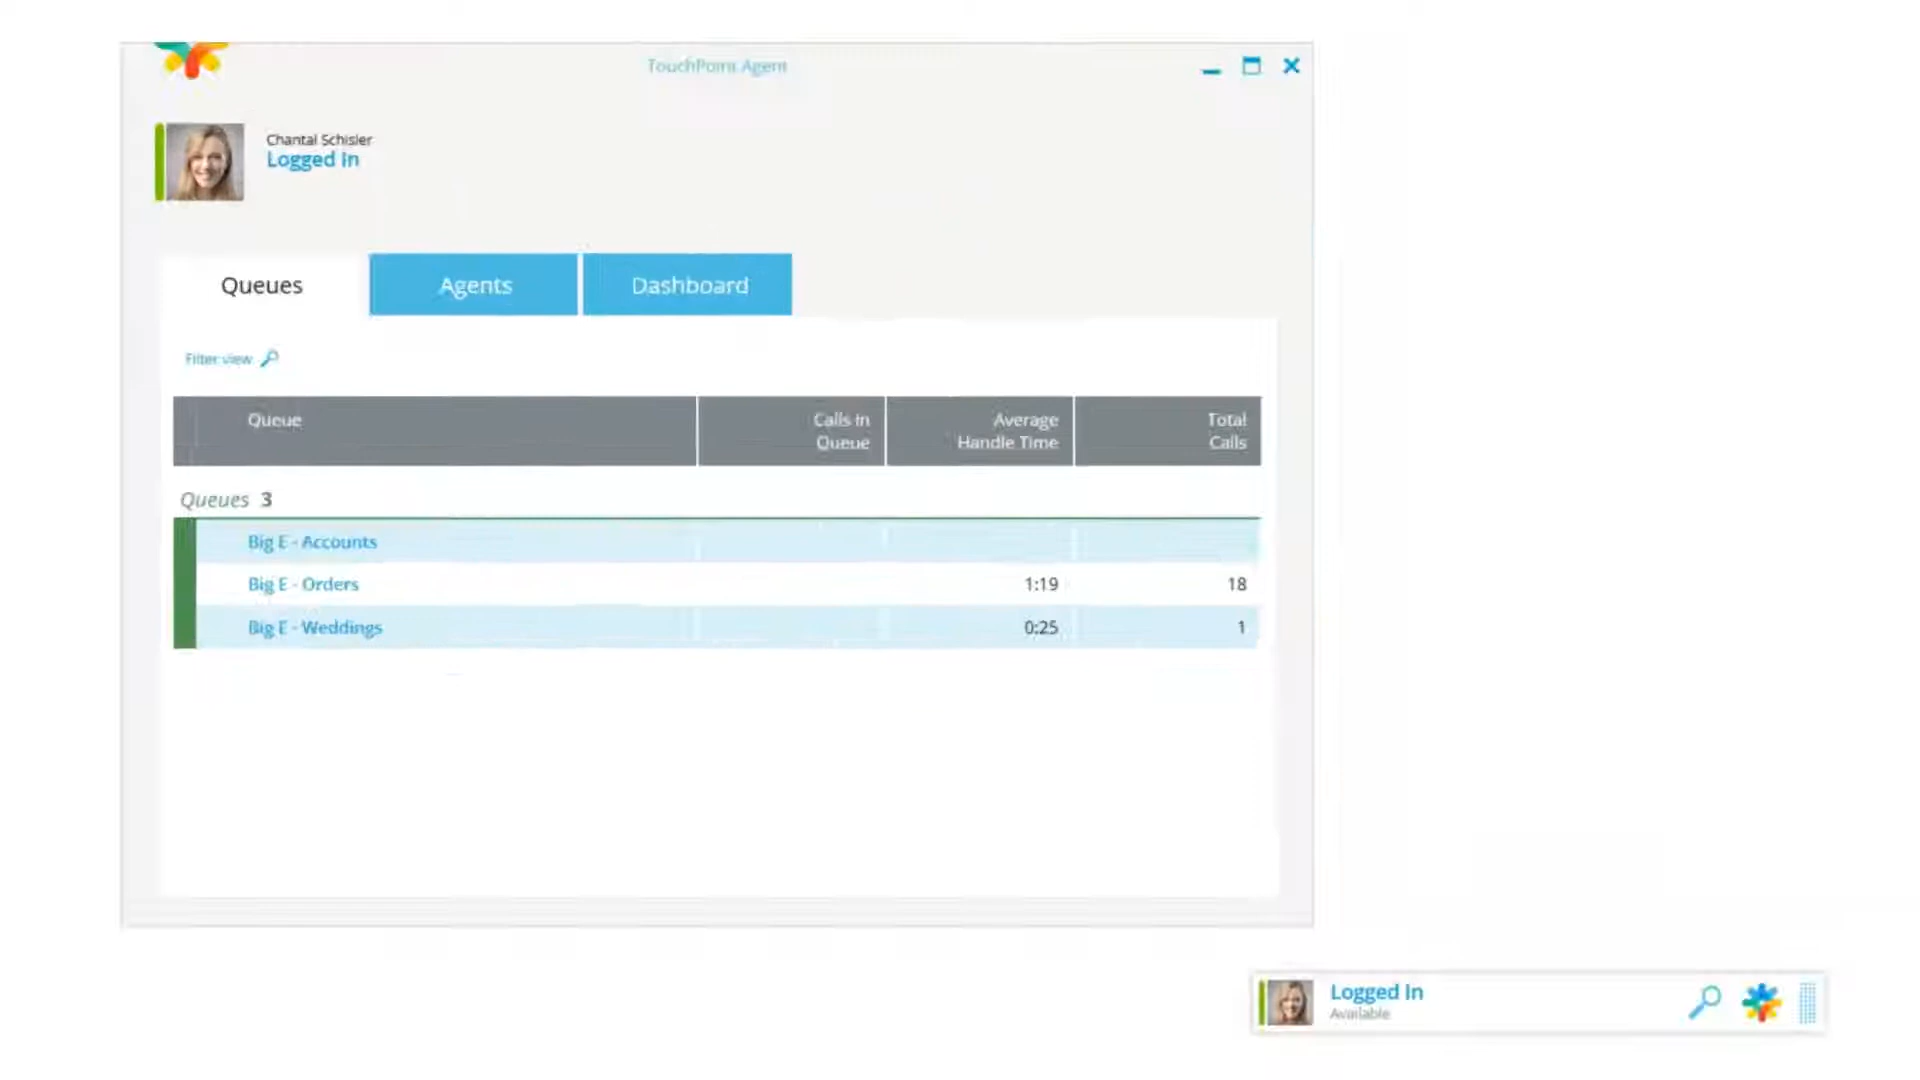 TouchPoint Agent
Chantal Schisler
Logged In
Queues
Agents
Dashboard
Filter view
Queue
Calls in Queue
Average Handle Time
Total Calls
Queues 3
Big E - Accounts
Big E - Orders 1:19 18
Big E - Weddings 0:25 1
Logged In
Available